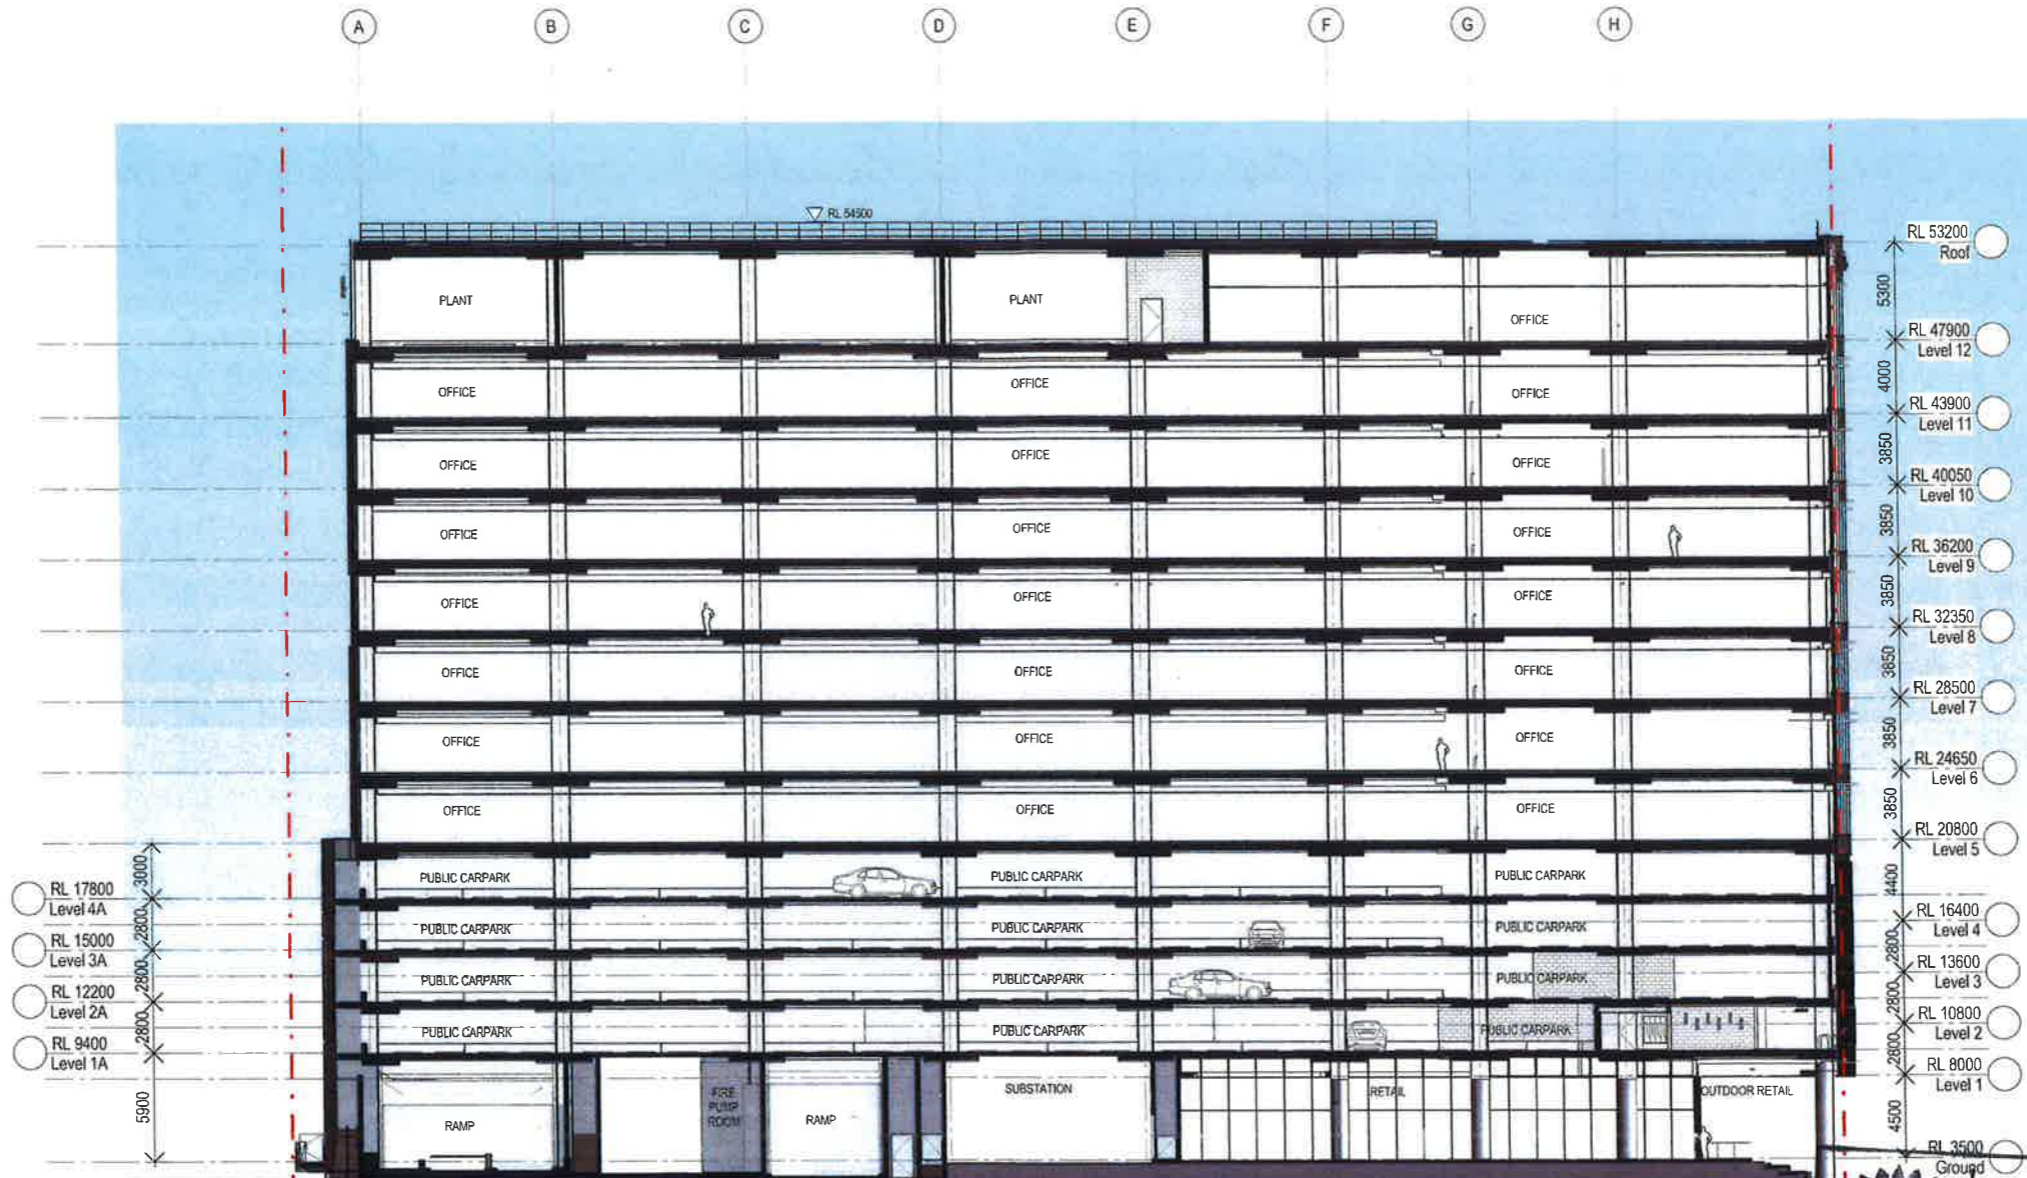 A B C D E F G H
RL 54500
RL 53200
Roof
5300
PLANT PLANT OFFICE
RL 47900
Level 12
4000
OFFICE OFFICE OFFICE
RL 43900
Level 11
3850
OFFICE OFFICE OFFICE
RL 40050
Level 10
3850
OFFICE OFFICE OFFICE
RL 36200
Level 9
3850
OFFICE OFFICE OFFICE
RL 32350
Level 8
3850
OFFICE OFFICE OFFICE
RL 28500
Level 7
3850
OFFICE OFFICE OFFICE
RL 24650
Level 6
3850
OFFICE OFFICE OFFICE
RL 20800
Level 5
3000 PUBLIC CARPARK PUBLIC CARPARK PUBLIC CARPARK 4400
RL 17800
Level 4A
RL 16400
Level 4
2800 PUBLIC CARPARK PUBLIC CARPARK PUBLIC CARPARK 2800
RL 15000
Level 3A
RL 13600
Level 3
2800 PUBLIC CARPARK PUBLIC CARPARK PUBLIC CARPARK 2800
RL 12200
Level 2A
RL 10800
Level 2
2800 PUBLIC CARPARK PUBLIC CARPARK PUBLIC CARPARK 2800
RL 9400
Level 1A
RL 8000
Level 1
5900
RAMP
FIRE
PUMP
ROOM
RAMP
SUBSTATION
RETAIL
OUTDOOR RETAIL
4500
RL 3500
Ground